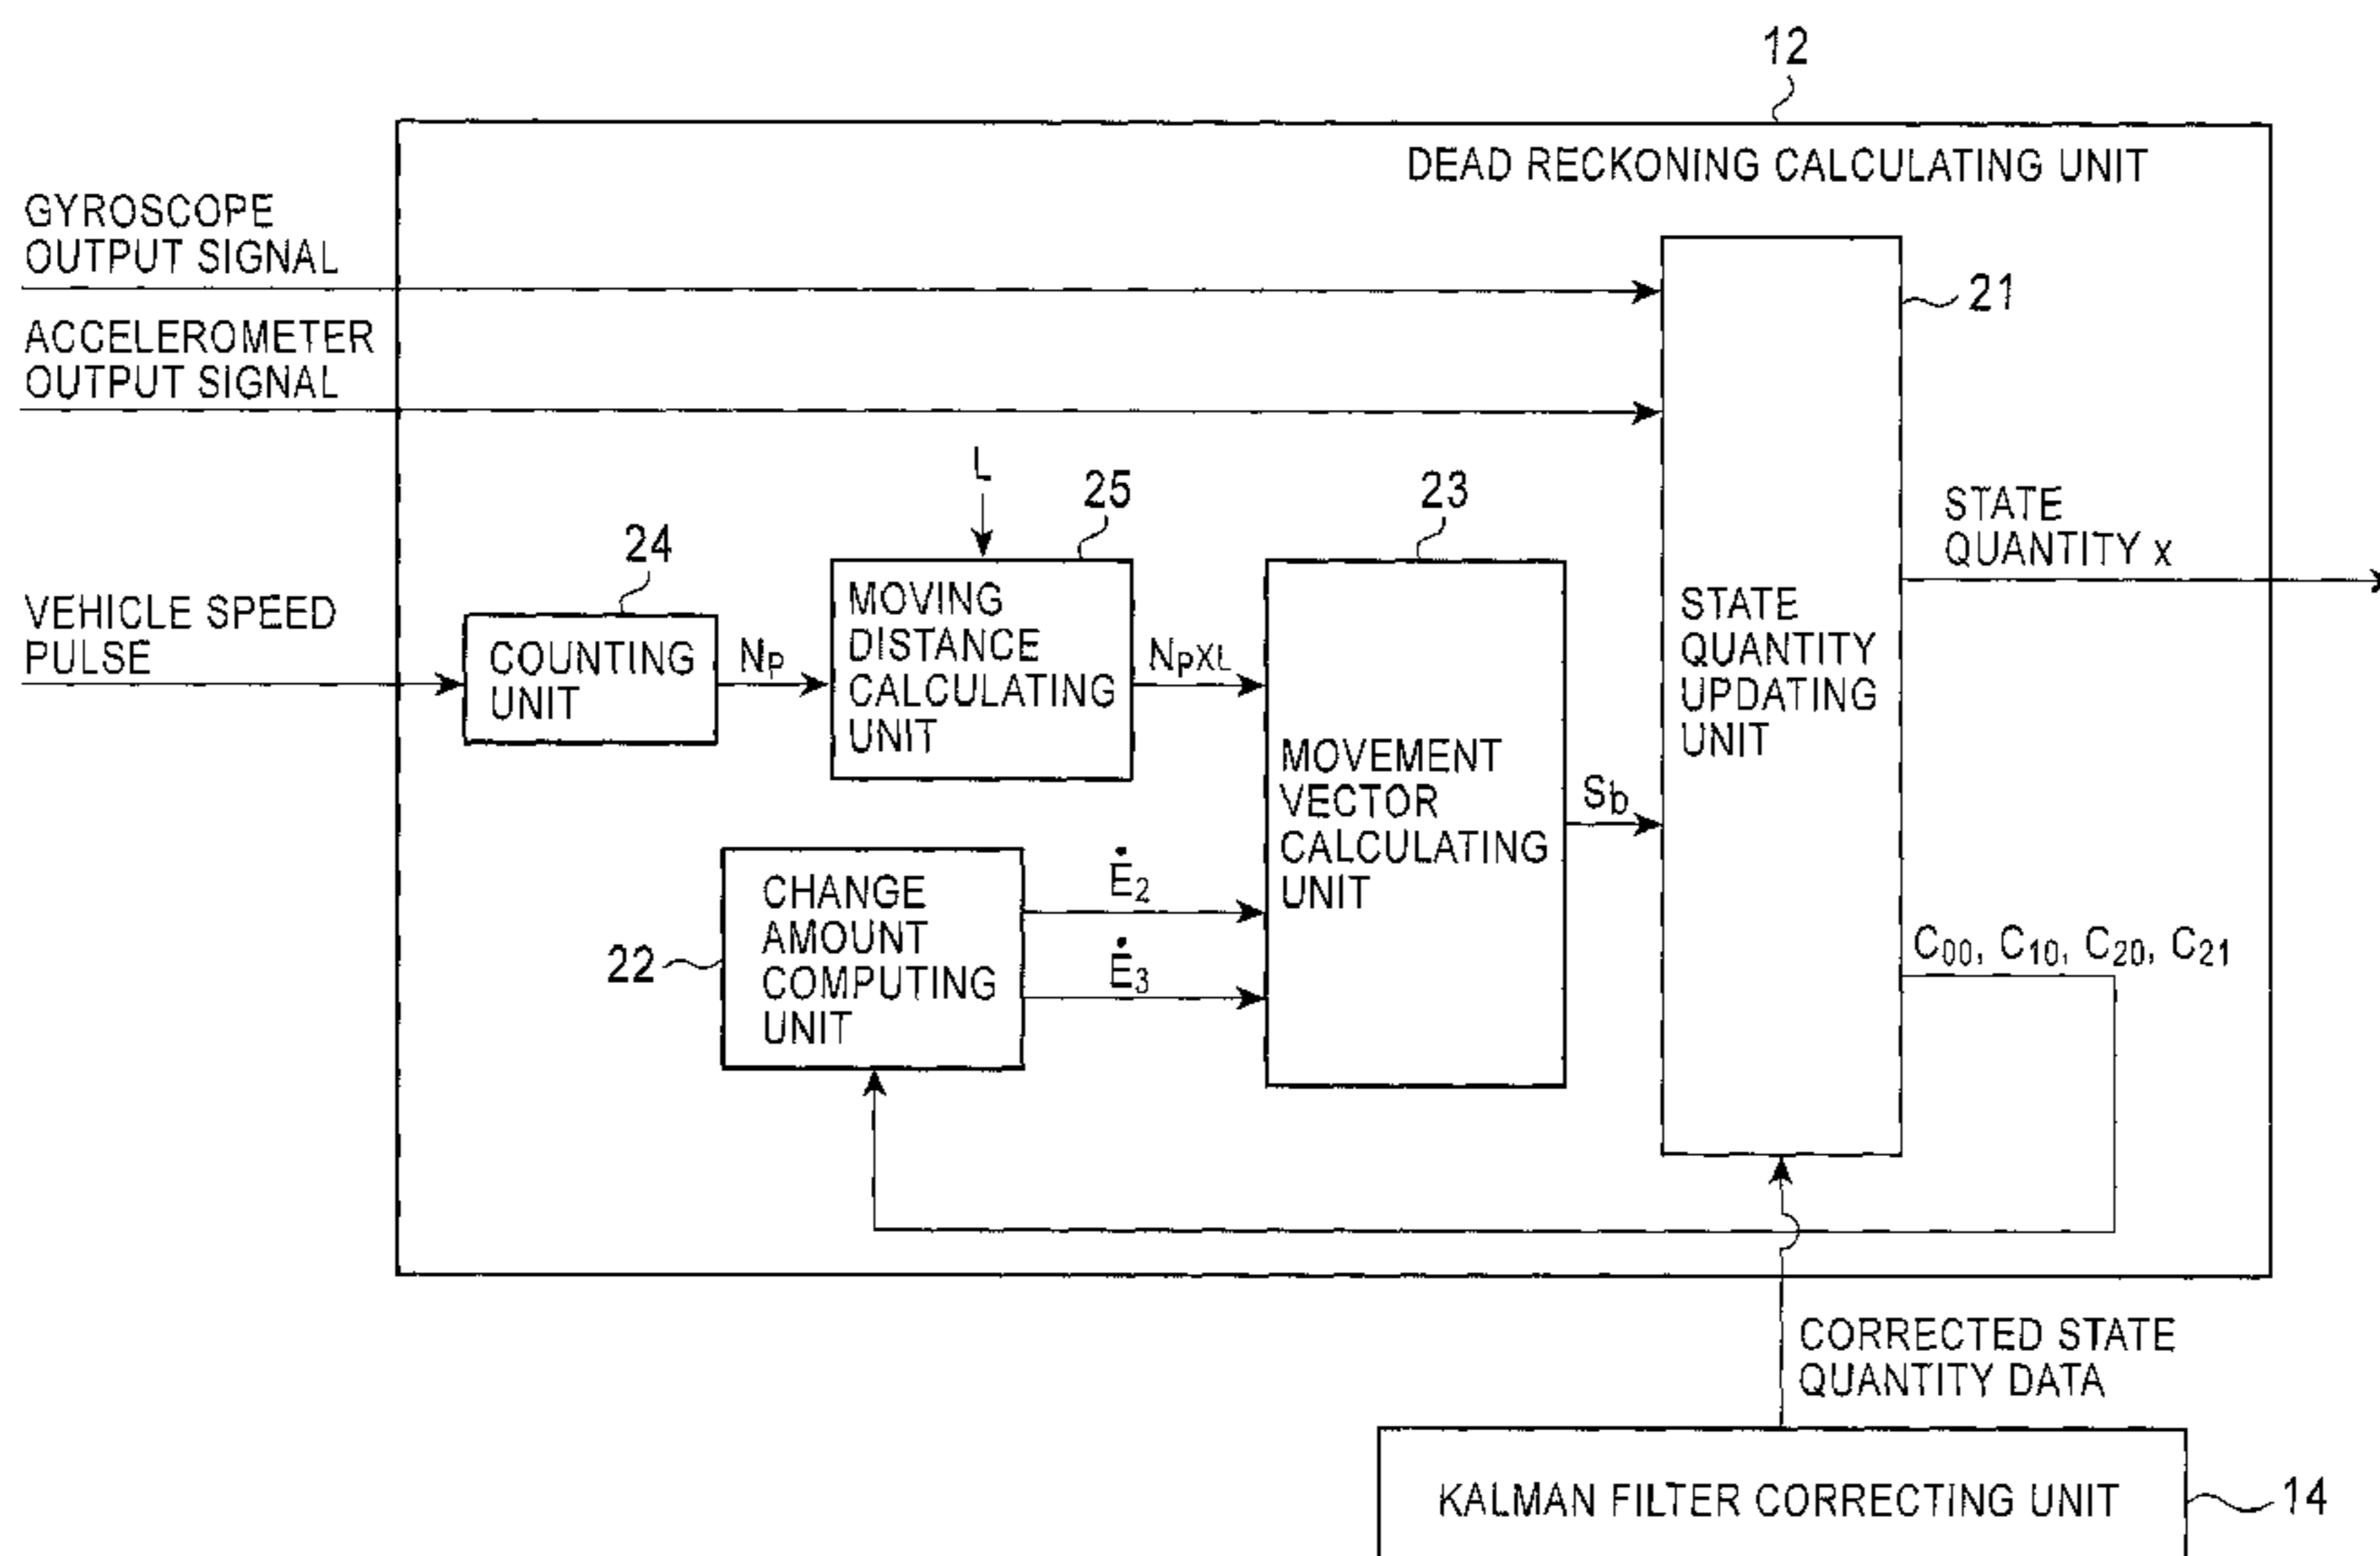 12
DEAD RECKONING CALCULATING UNIT
GYROSCOPE
OUTPUT SIGNAL
21
ACCELEROMETER
OUTPUT SIGNAL
L
25
23
24
STATE
QUANTITY x
VEHICLE SPEED
PULSE
COUNTING
UNIT
Np
MOVING
DISTANCE
CALCULATING
UNIT
NpXL
STATE
QUANTITY
UPDATING
UNIT
MOVEMENT
VECTOR
CALCULATING
UNIT
Sb
22
CHANGE
AMOUNT
COMPUTING
UNIT
Ė2
Ė3
C00, C10, C20, C21
CORRECTED STATE
QUANTITY DATA
KALMAN FILTER CORRECTING UNIT
14